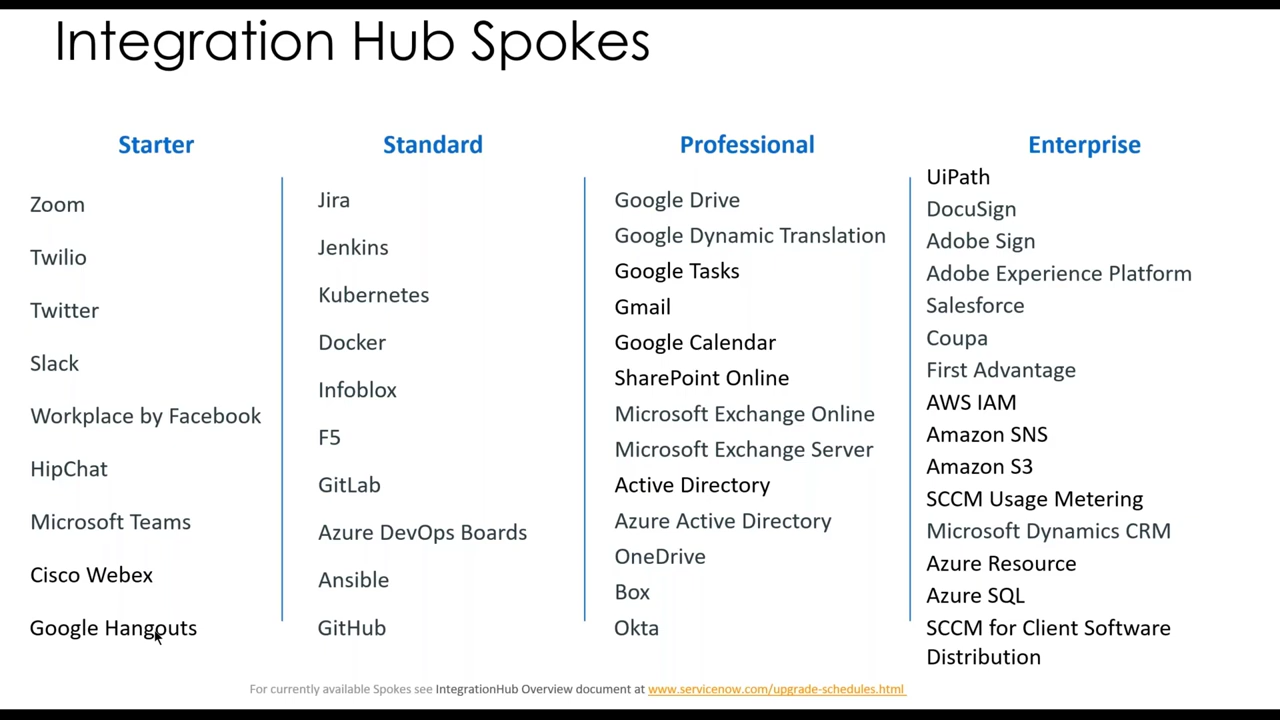 Integration Hub Spokes
Starter
Zoom
Twilio
Twitter
Slack
Workplace by Facebook
HipChat
Microsoft Teams
Cisco Webex
Google Hangouts
Standard
Jira
Jenkins
Kubernetes
Docker
Infoblox
F5
GitLab
Azure DevOps Boards
Ansible
GitHub
Professional
Google Drive
Google Dynamic Translation
Google Tasks
Gmail
Google Calendar
SharePoint Online
Microsoft Exchange Online
Microsoft Exchange Server
Active Directory
Azure Active Directory
OneDrive
Box
Okta
Enterprise
UiPath
DocuSign
Adobe Sign
Adobe Experience Platform
Salesforce
Coupa
First Advantage
AWS IAM
Amazon SNS
Amazon S3
SCCM Usage Metering
Microsoft Dynamics CRM
Azure Resource
Azure SQL
SCCM for Client Software
Distribution
For currently available Spokes see IntegrationHub Overview document at www.servicenow.com/upgrade-schedules.html